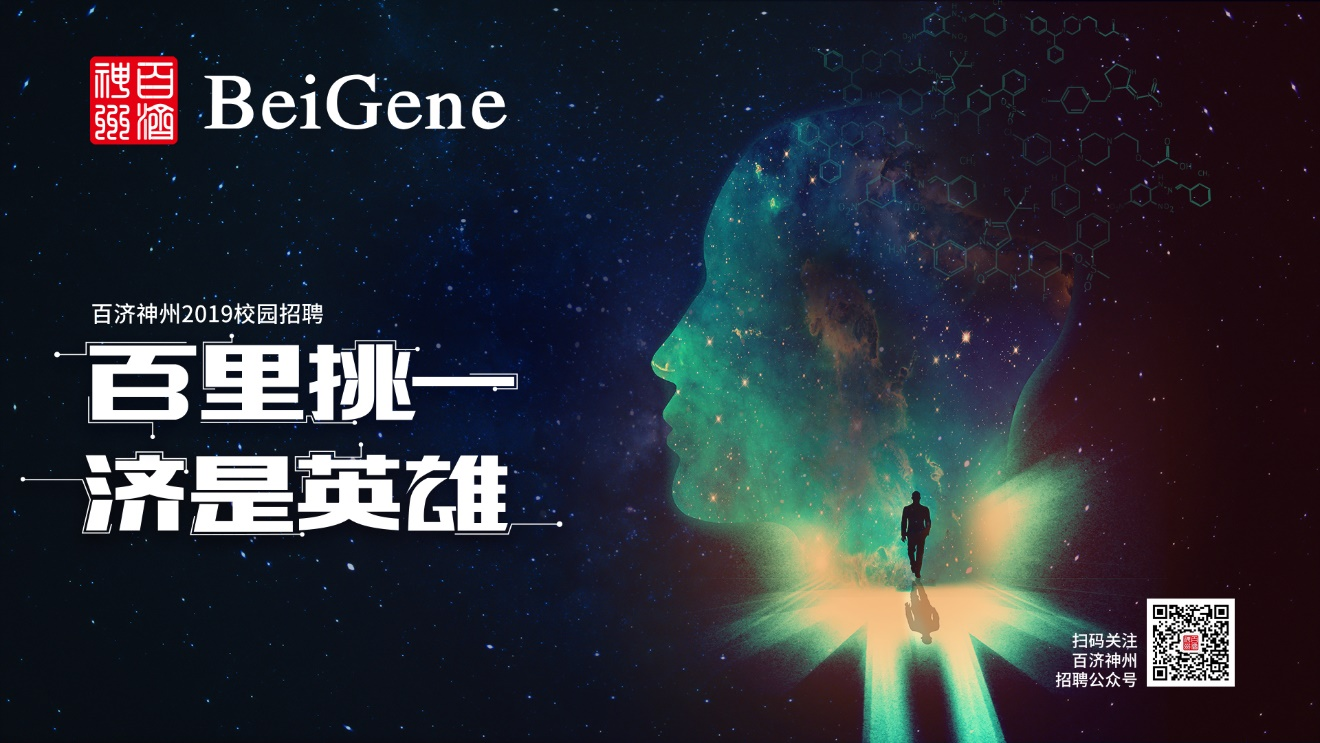 百济神州
BeiGene
百济神州2019校园招聘
百里挑一
济是英雄
扫码关注
百济神州
招聘公众号